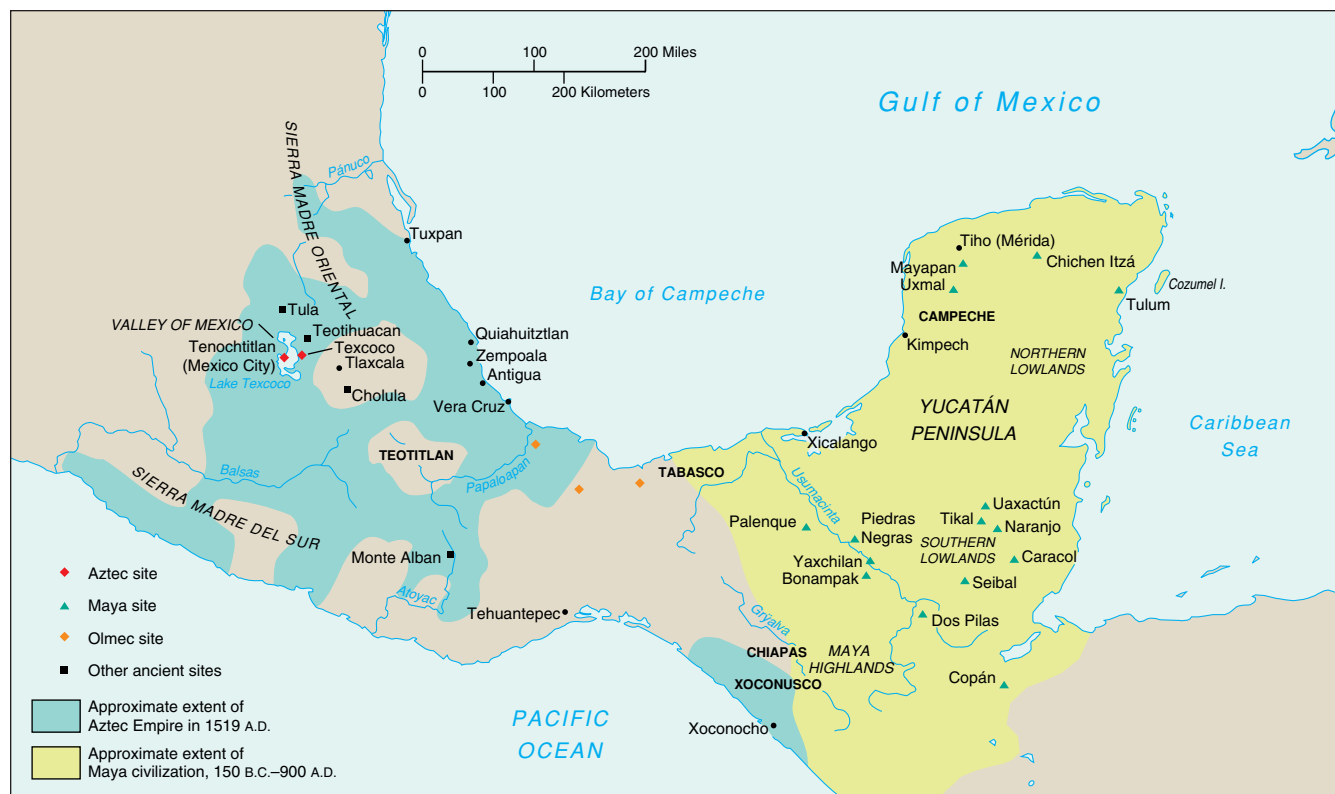 0 100 200 Miles
0 100 200 Kilometers
Gulf of Mexico
SIERRA MADRE ORIENTAL
Pánuco
Tuxpan
Bay of Campeche
Tiho (Mérida)
Chichen Itzá
Mayapan
Uxmal
Cozumel I.
Tulum
CAMPECHE
Kimpech
NORTHERN
LOWLANDS
Tula
VALLEY OF MEXICO
Teotihuacan
Tenochtitlan
(Mexico City)
Texcoco
Tlaxcala
Lake Texcoco
Cholula
Quiahuitztlan
Zempoala
Antigua
Vera Cruz
YUCATÁN
PENINSULA
Caribbean
Sea
Xicalango
TEOTITLAN
Balsas
Papaloapan
TABASCO
Usumacinta
SIERRA MADRE DEL SUR
Palenque
Piedras
Negras
Uaxactún
Tikal
Naranjo
SOUTHERN
LOWLANDS
Yaxchilan
Bonampak
Caracol
Seibal
Monte Alban
Atoyac
Tehuantepec
Grÿalva
Dos Pilas
CHIAPAS
MAYA
HIGHLANDS
XOCONUSCO
Copán
Xoconocho
PACIFIC
OCEAN
Aztec site
Maya site
Olmec site
Other ancient sites
Approximate extent of
Aztec Empire in 1519 A.D.
Approximate extent of
Maya civilization, 150 B.C.–900 A.D.